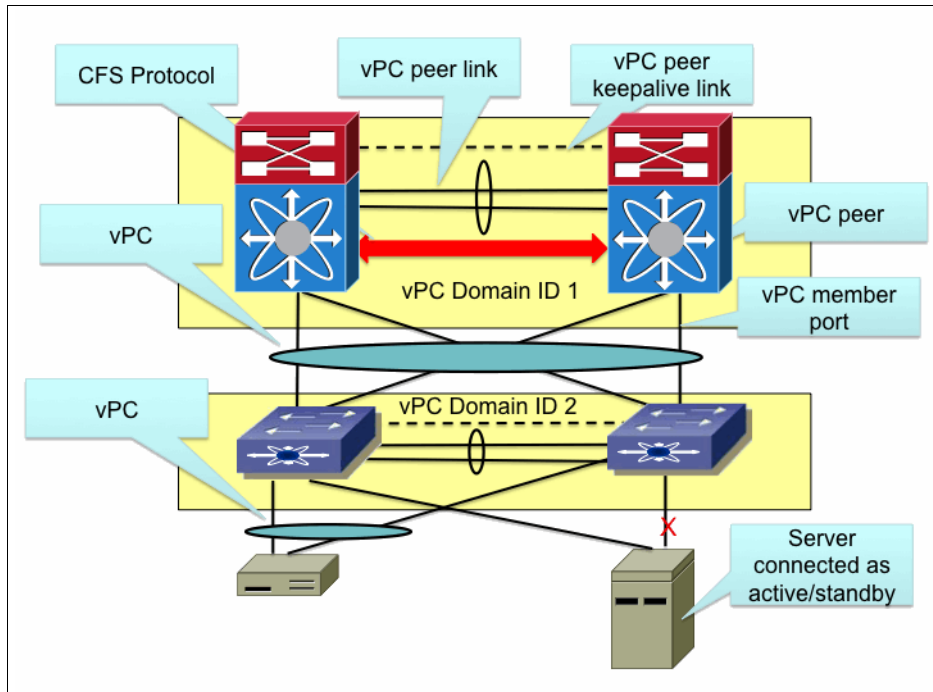 CFS Protocol
vPC peer link
vPC peer
keepalive link
vPC
vPC peer
vPC Domain ID 1
vPC member
port
vPC
vPC Domain ID 2
X
Server
connected as
active/standby